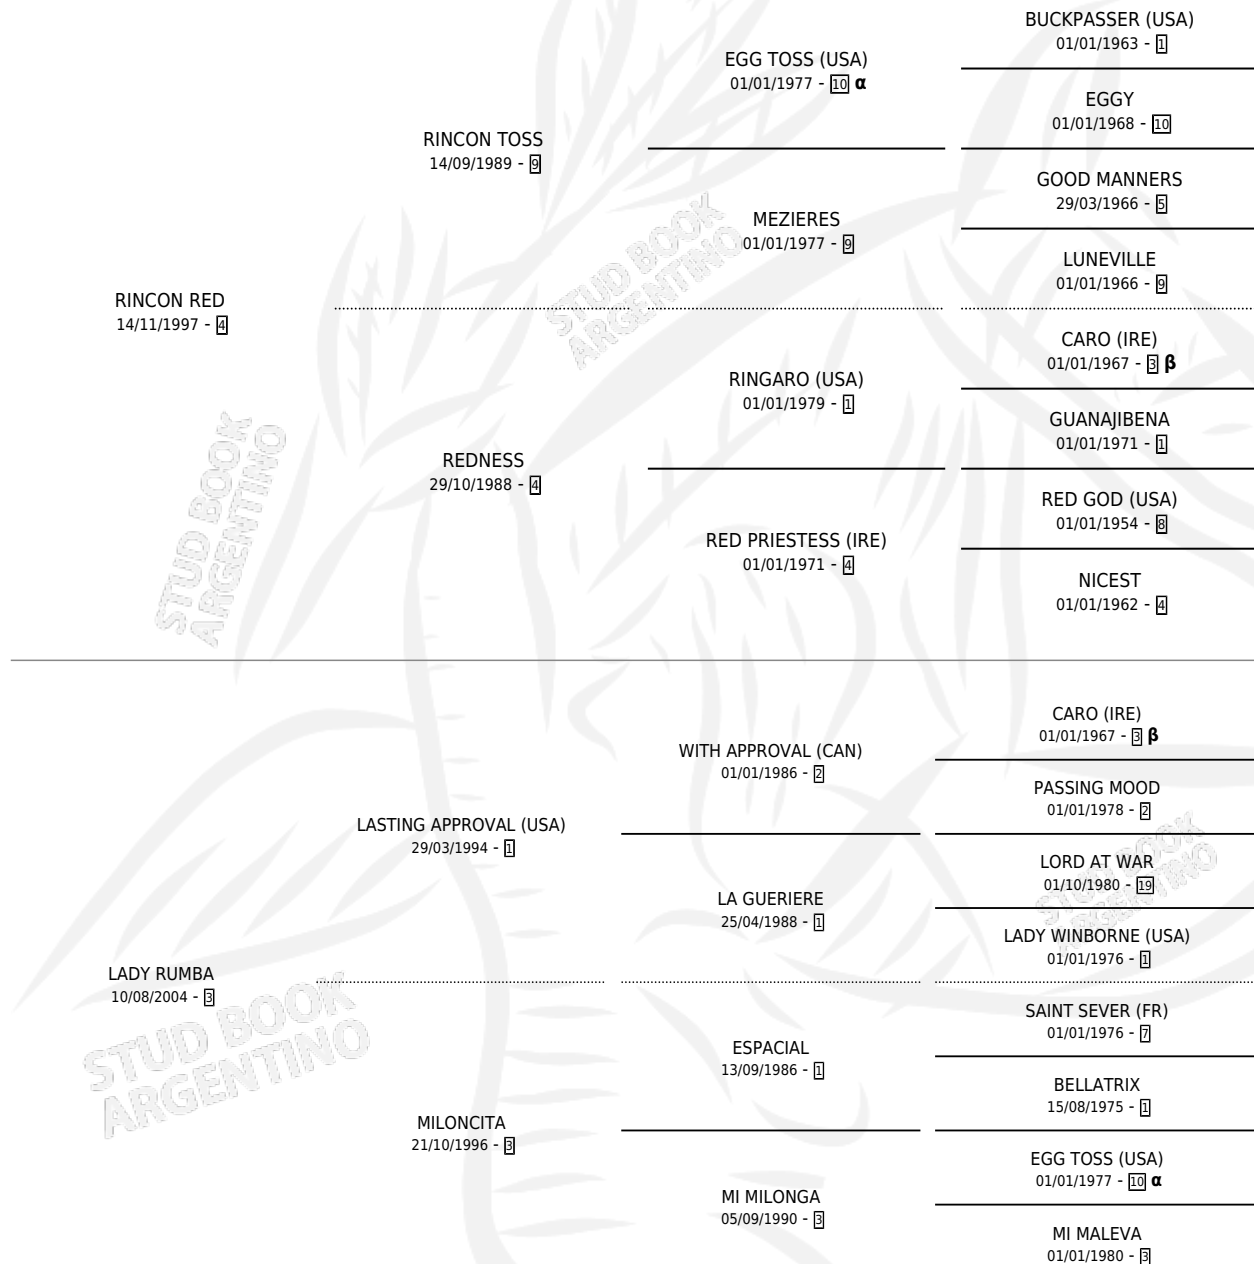 BUCKPASSER (USA)
01/01/1963 - 1
EGG TOSS (USA)
01/01/1977 - 10 α
EGGY
01/01/1968 - 10
RINCON TOSS
14/09/1989 - 9
GOOD MANNERS
29/03/1966 - 5
MEZIERES
01/01/1977 - 9
LUNEVILLE
01/01/1966 - 9
RINCON RED
14/11/1997 - 4
CARO (IRE)
01/01/1967 - 3 β
RINGARO (USA)
01/01/1979 - 1
GUANAJIBENA
01/01/1971 - 1
REDNESS
29/10/1988 - 4
RED GOD (USA)
01/01/1954 - 8
RED PRIESTESS (IRE)
01/01/1971 - 4
NICEST
01/01/1962 - 4
CARO (IRE)
01/01/1967 - 3 β
WITH APPROVAL (CAN)
01/01/1986 - 2
PASSING MOOD
01/01/1978 - 2
LASTING APPROVAL (USA)
29/03/1994 - 1
LORD AT WAR
01/10/1980 - 19
LA GUERIERE
25/04/1988 - 1
LADY WINBORNE (USA)
01/01/1976 - 1
LADY RUMBA
10/08/2004 - 3
SAINT SEVER (FR)
01/01/1976 - 7
ESPACIAL
13/09/1986 - 1
BELLATRIX
15/08/1975 - 1
MILONCITA
21/10/1996 - 3
EGG TOSS (USA)
01/01/1977 - 10 α
MI MILONGA
05/09/1990 - 3
MI MALEVA
01/01/1980 - 3
STUD BOOK
ARGENTINO
STUD BOOK
ARGENTINO
STUD BOOK
ARGENTINO
STUD BOOK
ARGENTINO